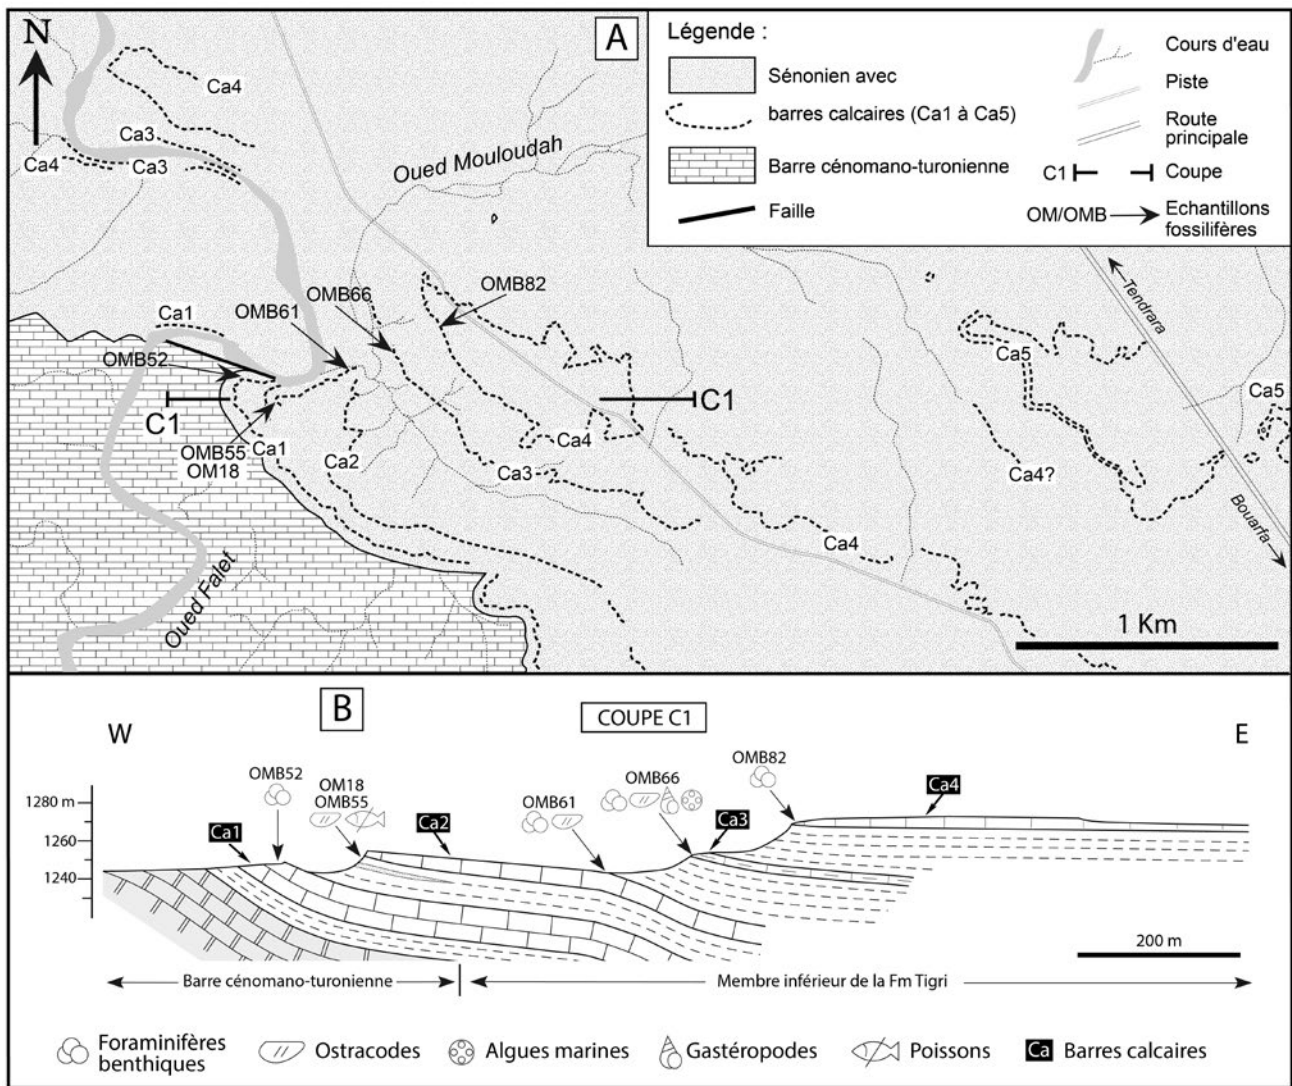 N
A
Légende :
Sénonien avec
barres calcaires (Ca1 à Ca5)
Barre cénomano-turonienne
Faille
Cours d'eau
Piste
Route
principale
C1
Coupe
OM/OMB
Echantillons
fossilifères
Ca4
Ca3
Ca4
Ca3
Oued Mouloudah
OMB82
OMB66
OMB61
Ca1
OMB52
C1
C1
OMB55
OM18
Ca1
Ca2
Ca3
Ca4
Ca4
Ca4?
Ca5
Ca5
Tendrara
Bouarfa
Oued Falet
1 Km
B
COUPE C1
W
E
1280 m
1260
1240
OMB52
OM18
OMB55
OMB61
OMB66
OMB82
Ca1
Ca2
Ca3
Ca4
200 m
Barre cénomano-turonienne
Membre inférieur de la Fm Tigri
Foraminifères
benthiques
Ostracodes
Algues marines
Gastéropodes
Poissons
Ca
Barres calcaires